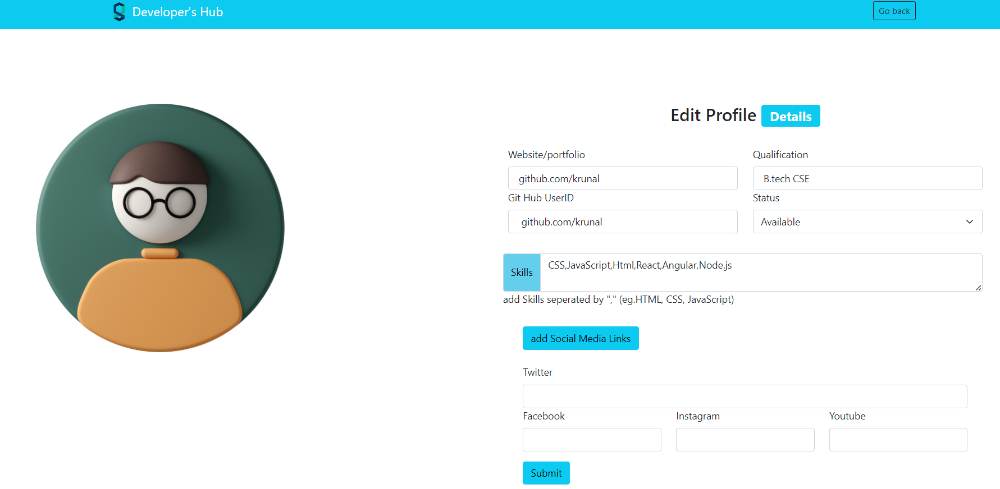 Developer's Hub
Go back
Edit Profile Details
Website/portfolio
Qualification
github.com/krunal
B.tech CSE
Git Hub UserID
Status
github.com/krunal
Available
Skills
CSS,JavaScript,Html,React,Angular,Node.js
add Skills seperated by "," (eg.HTML, CSS, JavaScript)
add Social Media Links
Twitter
Facebook
Instagram
Youtube
Submit